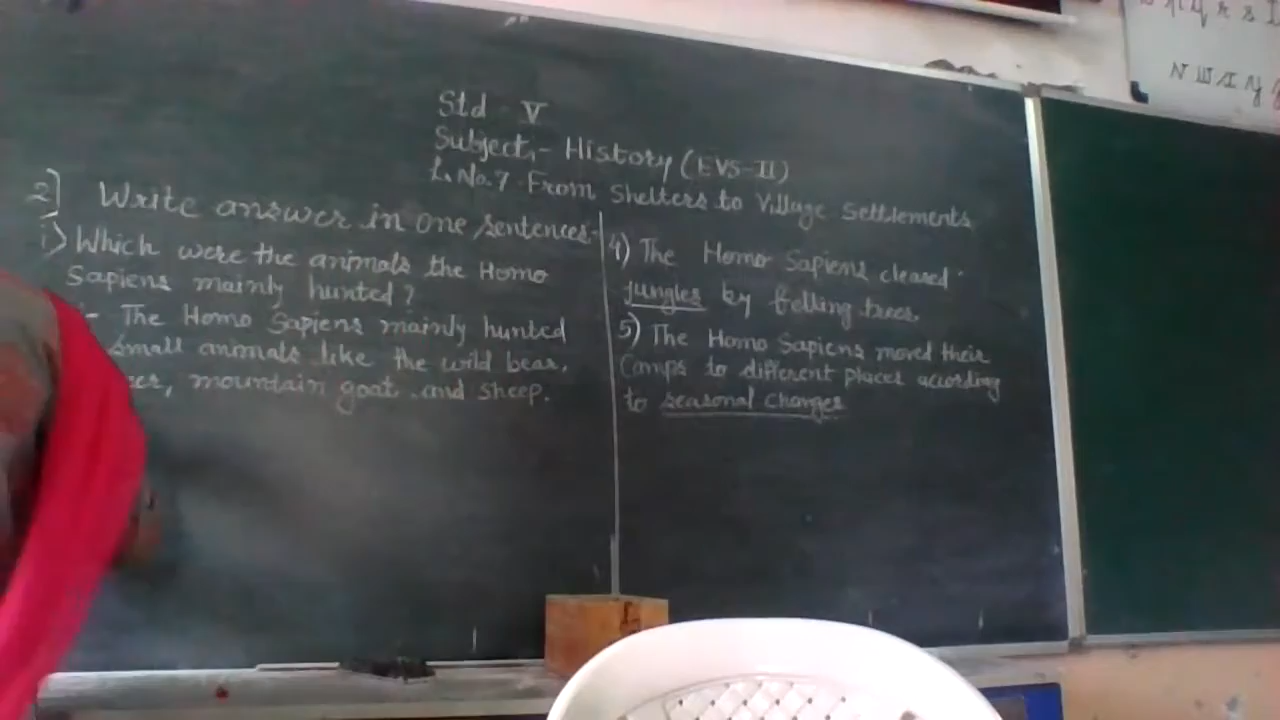 Std - V
Subject :- History (EVS-II)
L. No. 7. From Shelters to Village Settlements
2] Write answer in one sentences-
i) Which were the animals the Homo
Sapiens mainly hunted?
- The Homo Sapiens mainly hunted
small animals like the wild bear,
mountain goat and sheep.
4) The Homo Sapiens cleared
jungles by felling trees.
5) The Homo Sapiens moved their
Camps to different places according
to seasonal changes
N W X Y